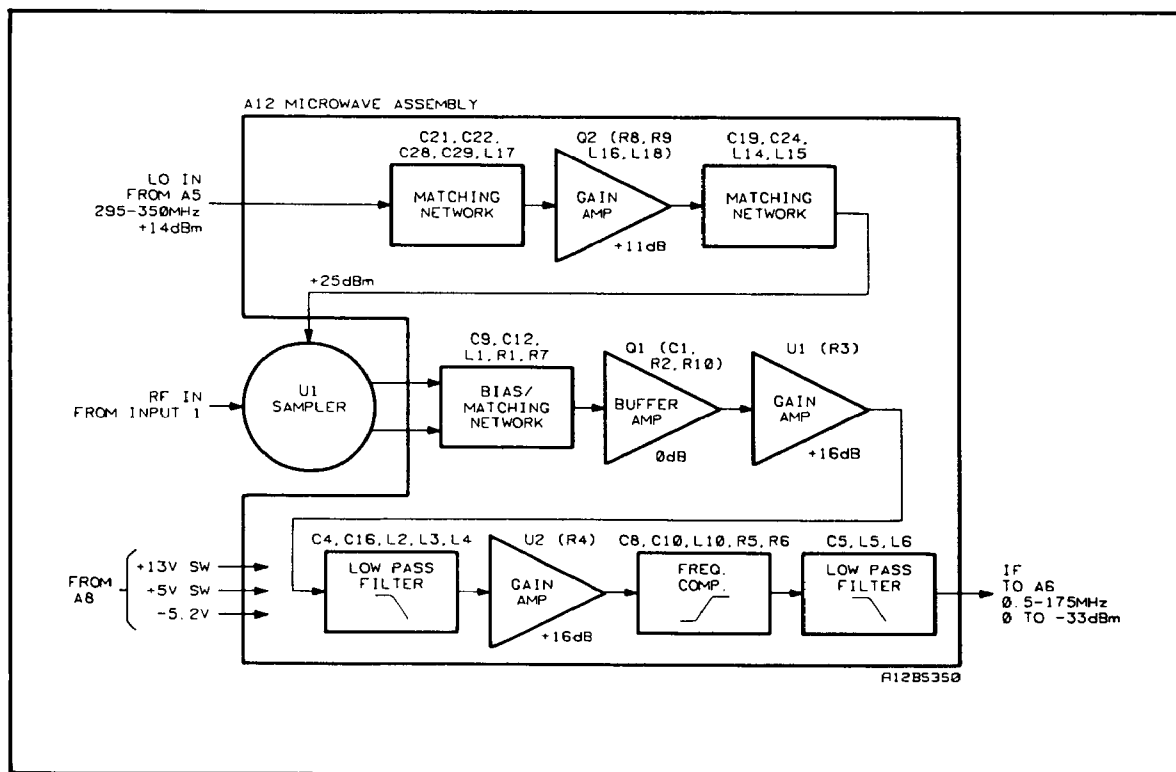 A12 MICROWAVE ASSEMBLY
LO IN
FROM A5
295-350MHz
+14dBm
C21, C22,
C28, C29, L17
MATCHING
NETWORK
Q2 (R8, R9
L16, L18)
GAIN
AMP
+11dB
C19, C24,
L14, L15
MATCHING
NETWORK
+25dBm
RF IN
FROM INPUT 1
U1
SAMPLER
C9, C12,
L1, R1, R7
BIAS/
MATCHING
NETWORK
Q1 (C1,
R2, R10)
BUFFER
AMP
0dB
U1 (R3)
GAIN
AMP
+16dB
FROM
A8
+13V SW
+5V SW
-5.2V
C4, C16, L2, L3, L4
LOW PASS
FILTER
U2 (R4)
GAIN
AMP
+16dB
C8, C10, L10, R5, R6
FREQ.
COMP.
C5, L5, L6
LOW PASS
FILTER
IF
TO A6
0.5-175MHz
0 TO -33dBm
A12B5350